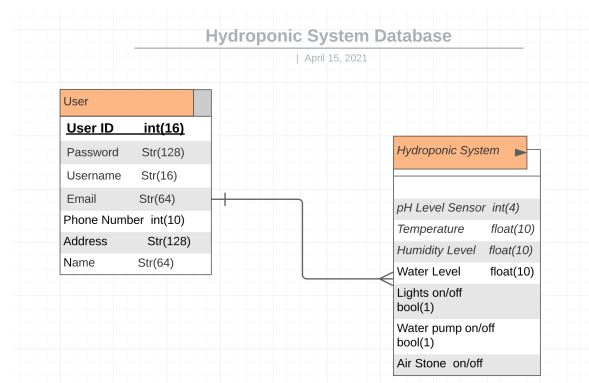 Hydroponic System Database
| April 15, 2021
User
User ID int(16)
Password Str(128)
Username Str(16)
Email Str(64)
Phone Number int(10)
Address Str(128)
Name Str(64)
Hydroponic System
pH Level Sensor int(4)
Temperature float(10)
Humidity Level float(10)
Water Level float(10)
Lights on/off
bool(1)
Water pump on/off
bool(1)
Air Stone on/off